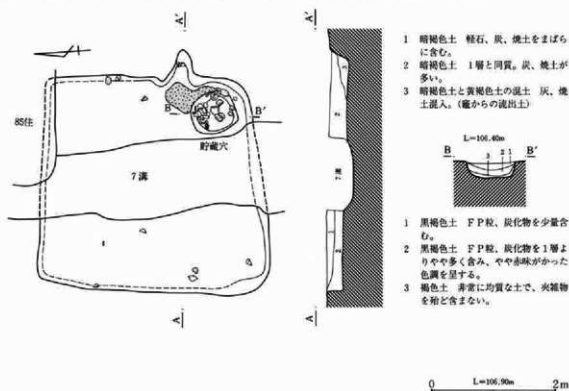 A'
A'
1 暗褐色土 軽石、炭、焼土をまばら
に含む。
2 暗褐色土 1層と同質。炭、焼土が
多い。
3 暗褐色土と黄褐色土の混土 灰、焼
土混入。(竈からの流出土)
85住
B
B'
貯蔵穴
7溝
7溝
L=106.40m
B
B'
3 2 1
1 黒褐色土 FP粒、炭化物を少量含
む。
2 黒褐色土 FP粒、炭化物を1層よ
りやや多く含み、やや赤味がかった
色調を呈する。
3 褐色土 非常に均質な土で、夾雑物
を殆ど含まない。
A
A
0 L=106.90m 2m